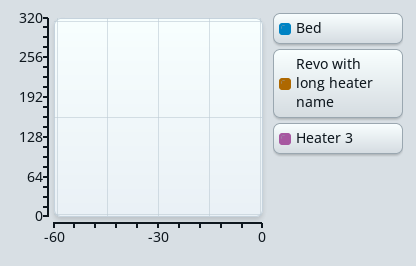 320
256
192
128
64
0
-60
-30
0
Bed
Revo with
long heater
name
Heater 3